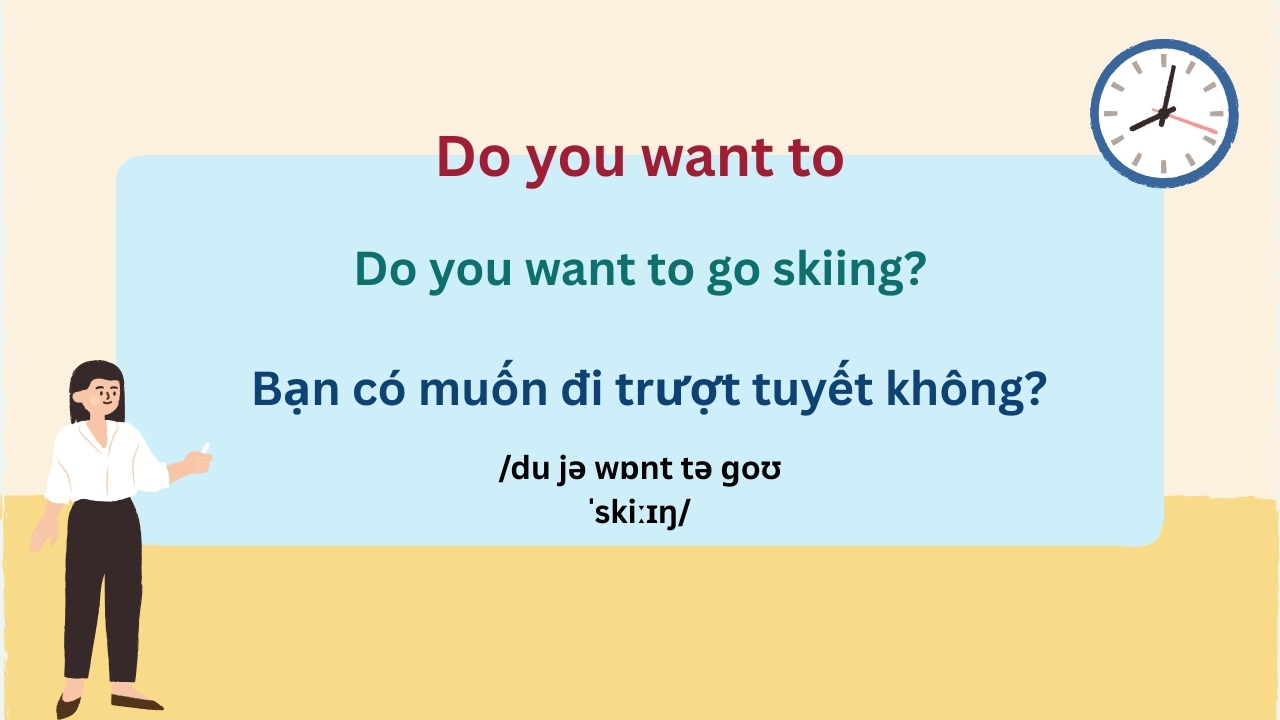 Do you want to
Do you want to go skiing?
Bạn có muốn đi trượt tuyết không?
/du jə wɒnt tə ɡoʊ
ˈskiːɪŋ/